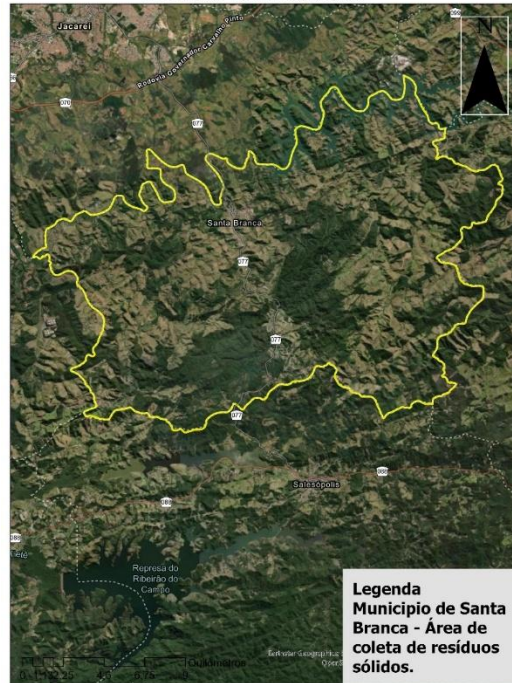 Jacareí
Rodovia Governador Carvalho Pinto
N
070
077
Santa Branca
077
077
077
Salesópolis
088
Represa do
Ribeirão do
Campo
Quilômetros
Legenda
Municipio de Santa
Branca - Área de
coleta de resíduos
sólidos.